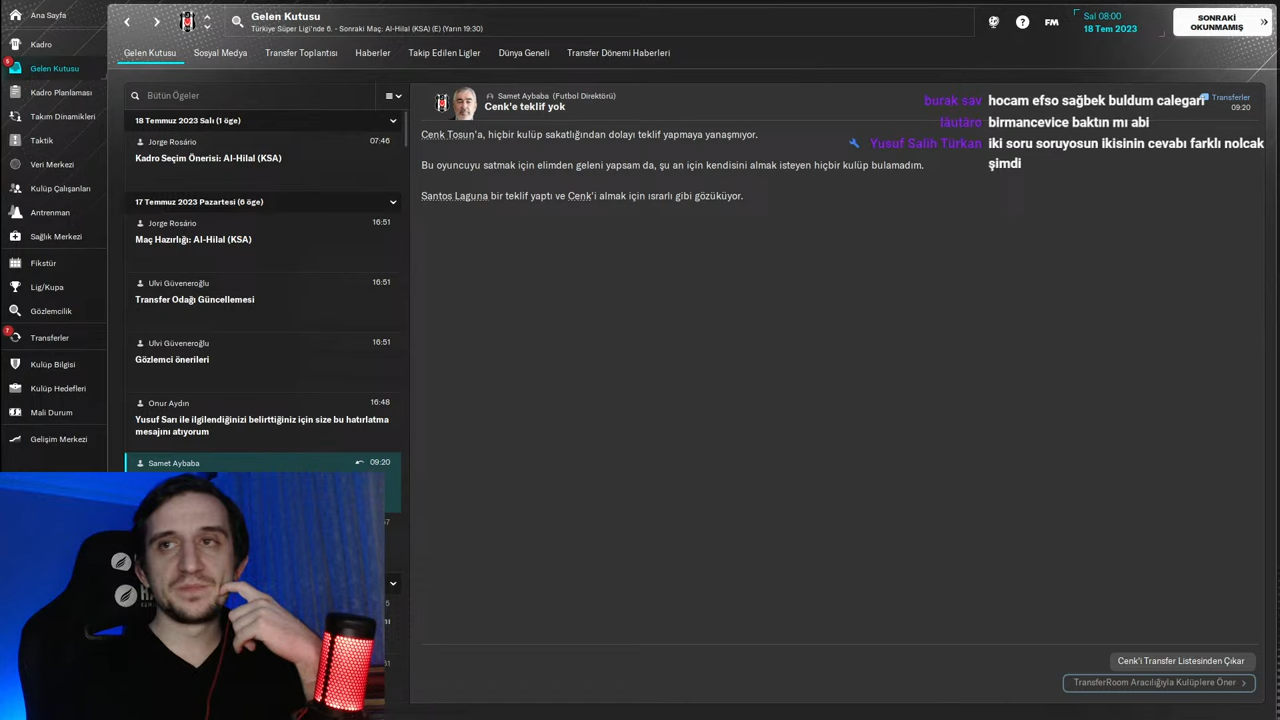 Ana Sayfa
Kadro
5
Gelen Kutusu
Kadro Planlaması
Takım Dinamikleri
Taktik
Veri Merkezi
Kulüp Çalışanları
Antrenman
Sağlık Merkezi
Fikstür
Lig/Kupa
Gözlemcilik
7
Transferler
Kulüp Bilgisi
Kulüp Hedefleri
Mali Durum
Gelişim Merkezi
Gelen Kutusu
Türkiye Süper Ligi'nde 6. - Sonraki Maç: Al-Hilal (KSA) (E) (Yarın 19:30)
FM
Sal 08:00
18 Tem 2023
SONRAKİ
OKUNMAMIŞ
Gelen Kutusu
Sosyal Medya
Transfer Toplantısı
Haberler
Takip Edilen Ligler
Dünya Geneli
Transfer Dönemi Haberleri
Bütün Ögeler
18 Temmuz 2023 Salı (1 öge)
Jorge Rosário 07:46
Kadro Seçim Önerisi: Al-Hilal (KSA)
17 Temmuz 2023 Pazartesi (6 öge)
Jorge Rosário 16:51
Maç Hazırlığı: Al-Hilal (KSA)
Ulvi Güveneroğlu 16:51
Transfer Odağı Güncellemesi
Ulvi Güveneroğlu 16:51
Gözlemci önerileri
Onur Aydın 16:48
Yusuf Sarı ile ilgilendiğinizi belirttiğiniz için size bu hatırlatma
mesajını atıyorum
Samet Aybaba 09:20
Samet Aybaba (Futbol Direktörü)
Cenk'e teklif yok
Transferler
09:20
Cenk Tosun'a, hiçbir kulüp sakatlığından dolayı teklif yapmaya yanaşmıyor.
Bu oyuncuyu satmak için elimden geleni yapsam da, şu an için kendisini almak isteyen hiçbir kulüp bulamadım.
Santos Laguna bir teklif yaptı ve Cenk'i almak için ısrarlı gibi gözüküyor.
burak sav hocam efso sağbek buldum calegari
lautaro birmancevice baktın mı abi
Yusuf Salih Türkan iki soru soruyosun ikisinin cevabı farklı nolcak
şimdi
Cenk'i Transfer Listesinden Çıkar
TransferRoom Aracılığıyla Kulüplere Öner